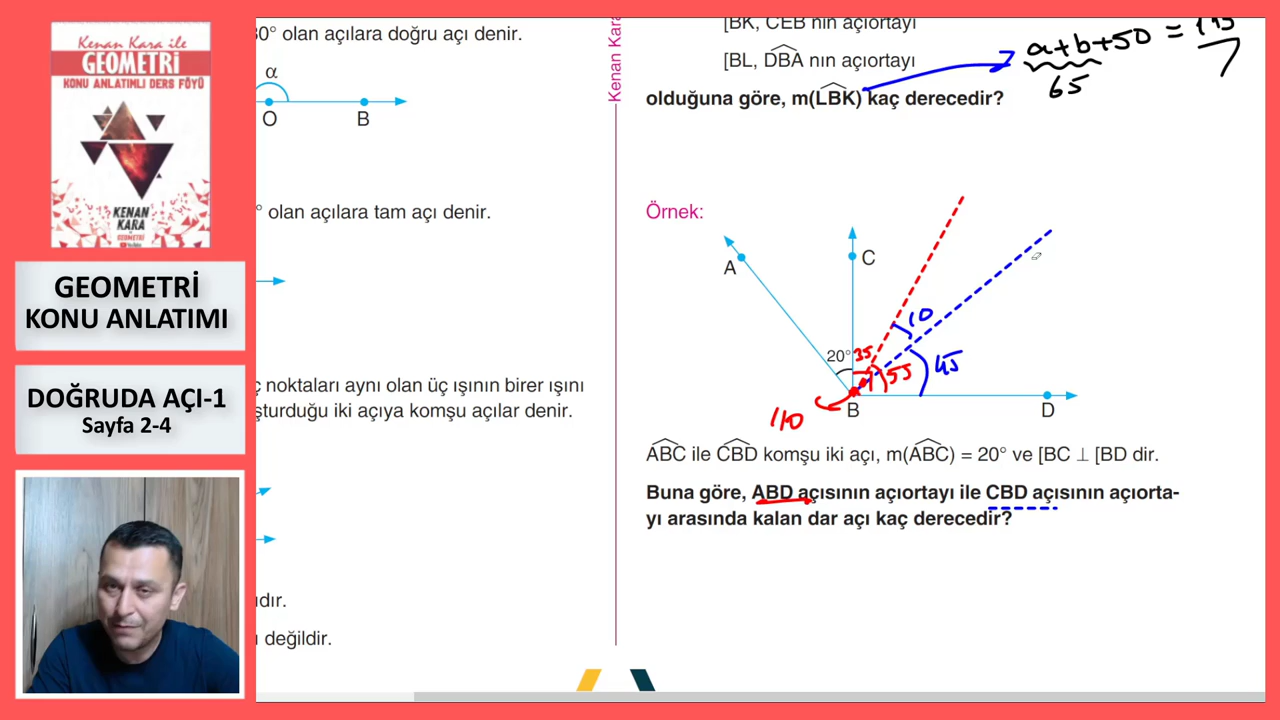 Kenan Kara ile
GEOMETRİ
KONU ANLATIMLI DERS FÖYÜ
KENAN
KARA
GEOMETRİ
KONU ANLATIMI
DOĞRUDA AÇI-1
Sayfa 2-4
30° olan açılara doğru açı denir.
α
O B
° olan açılara tam açı denir.
ç noktaları aynı olan üç ışının birer ışını
şturduğu iki açıya komşu açılar denir.
ıdır.
ı değildir.
Kenan Kara
[BK, CEB nin açıortayı
[BL, DBA nın açıortayı
olduğuna göre, m(LBK) kaç derecedir?
a+b+50 = 115
65
Örnek:
A
C
10
20° 35
55 45
B D
110
ABC ile CBD komşu iki açı, m(ABC) = 20° ve [BC ⊥ [BD dir.
Buna göre, ABD açısının açıortayı ile CBD açısının açıorta-
yı arasında kalan dar açı kaç derecedir?